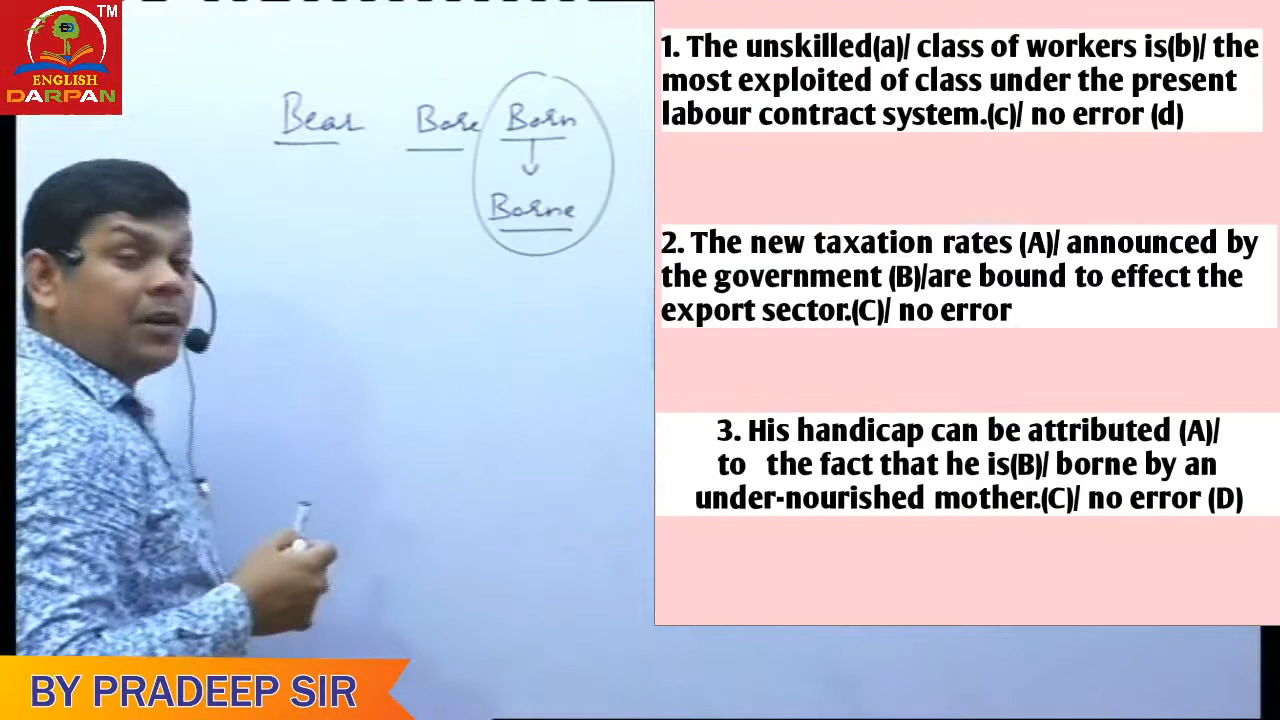 TM
ENGLISH
DARPAN
Bear Bore Born
Borne
1. The unskilled(a)/ class of workers is(b)/ the
most exploited of class under the present
labour contract system.(c)/ no error (d)
2. The new taxation rates (A)/ announced by
the government (B)/are bound to effect the
export sector.(C)/ no error
3. His handicap can be attributed (A)/
to the fact that he is(B)/ borne by an
under-nourished mother.(C)/ no error (D)
BY PRADEEP SIR